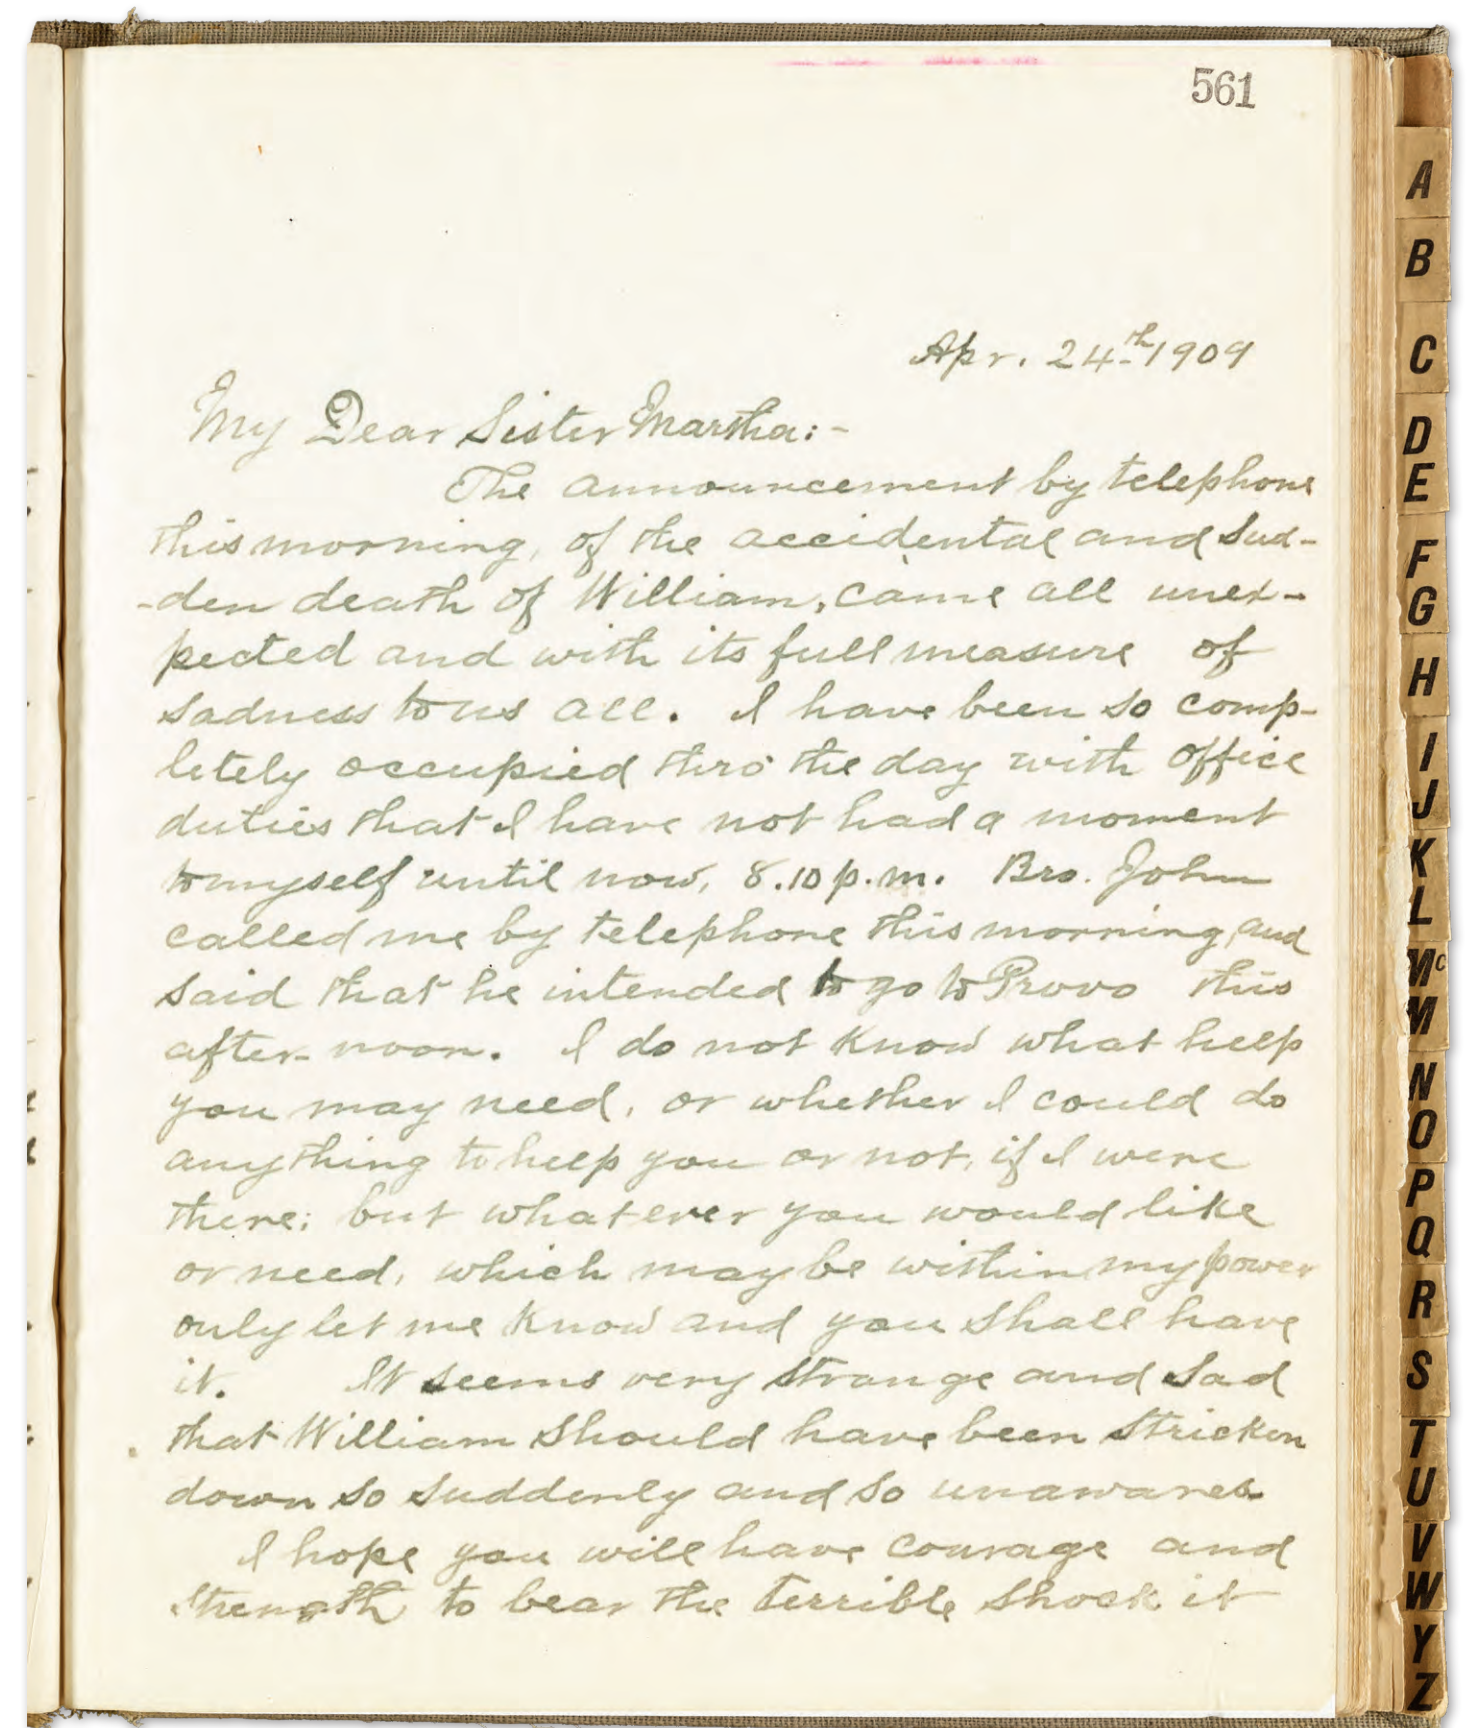 561
Apr. 24th 1909
My Dear Sister Martha:-
The announcement by telephone
this morning, of the accidental and sud-
-den death of William, came all unex-
pected and with its full measure of
sadness to us all. I have been so comp-
letely occupied thro' the day with office
duties that I have not had a moment
to myself until now, 8.10 p.m. Bro. John
called me by telephone this morning, and
said that he intended to go to Provo this
after-noon. I do not know what help
you may need, or whether I could do
anything to help you or not, if I were
there; but whatever you would like
or need, which may be within my power
only let me know and you shall have
it. It seems very strange and sad
that William should have been stricken
down so suddenly and so unawares.
I hope you will have courage and
strength to bear the terrible shock it
A
B
C
D
E
F
G
H
I
J
K
L
Mc
M
N
O
P
Q
R
S
T
U
V
W
Y
Z